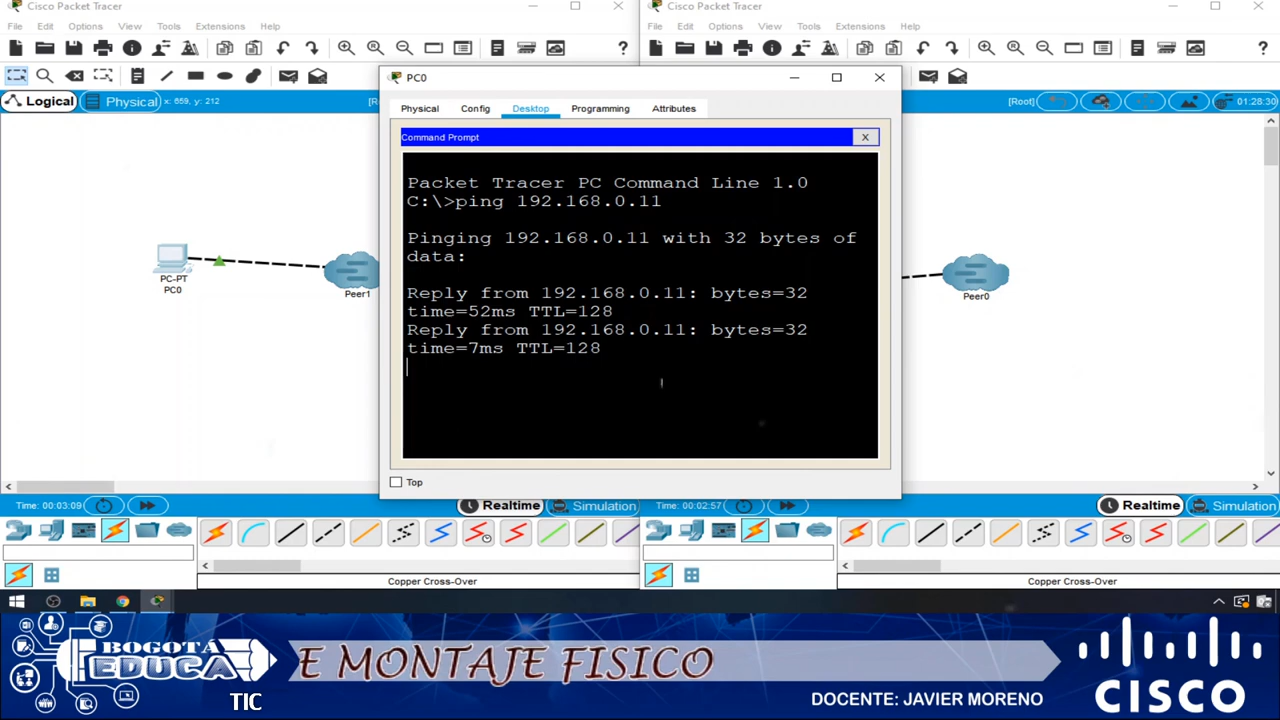 Cisco Packet Tracer
File Edit Options View Tools Extensions Help
Logical
Physical
x: 659, y: 212
PC-PT
PC0
Peer1
Time: 00:03:09
Realtime
Simulation
Copper Cross-Over
Cisco Packet Tracer
File Edit Options View Tools Extensions Help
[Root]
01:28:30
Peer0
Time: 00:02:57
Realtime
Simulation
Copper Cross-Over
PC0
Physical Config Desktop Programming Attributes
Command Prompt
X
Packet Tracer PC Command Line 1.0
C:\>ping 192.168.0.11
Pinging 192.168.0.11 with 32 bytes of
data:
Reply from 192.168.0.11: bytes=32
time=52ms TTL=128
Reply from 192.168.0.11: bytes=32
time=7ms TTL=128
Top
BOGOTÁ
EDUCA
TIC
E MONTAJE FISICO
DOCENTE: JAVIER MORENO
CISCO